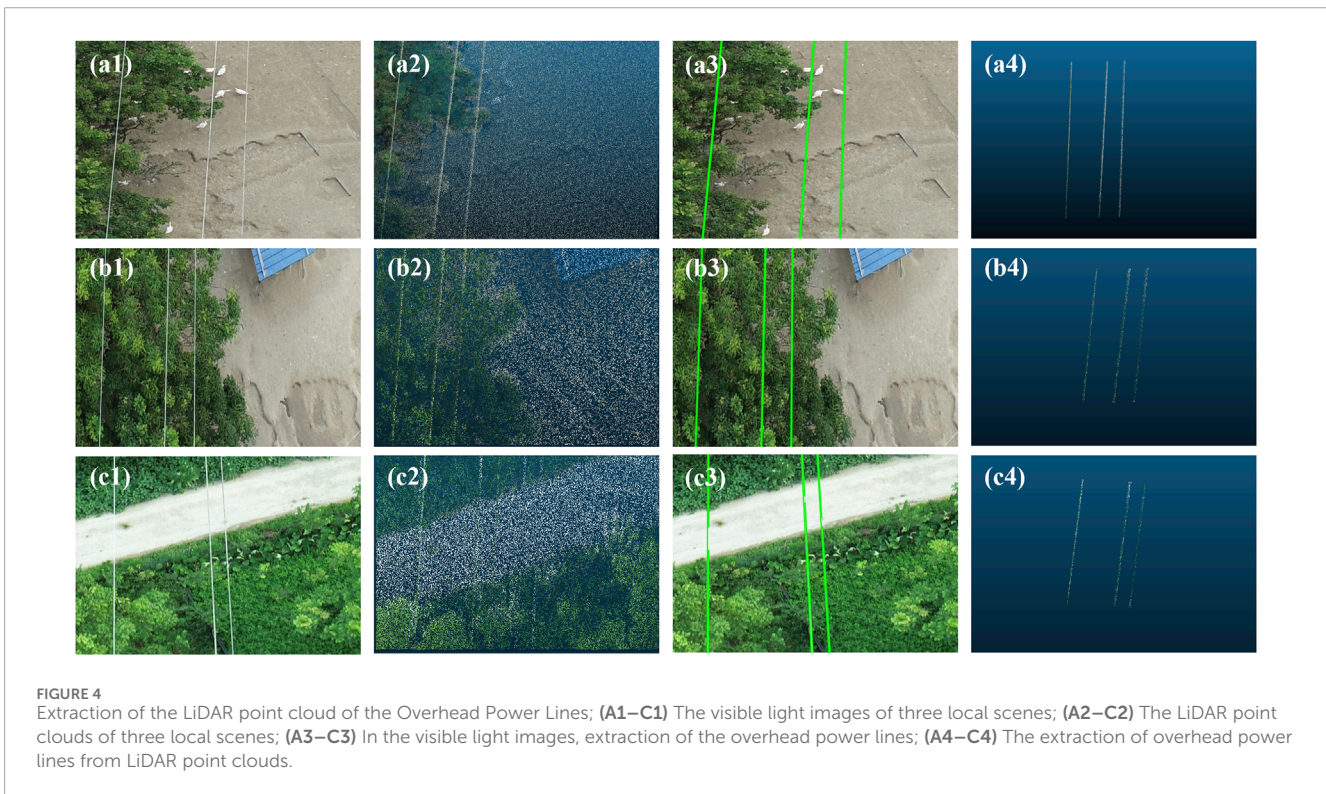 (a1) (a2) (a3) (a4)
(b1) (b2) (b3) (b4)
(c1) (c2) (c3) (c4)
FIGURE 4
Extraction of the LiDAR point cloud of the Overhead Power Lines; (A1–C1) The visible light images of three local scenes; (A2–C2) The LiDAR point
clouds of three local scenes; (A3–C3) In the visible light images, extraction of the overhead power lines; (A4–C4) The extraction of overhead power
lines from LiDAR point clouds.